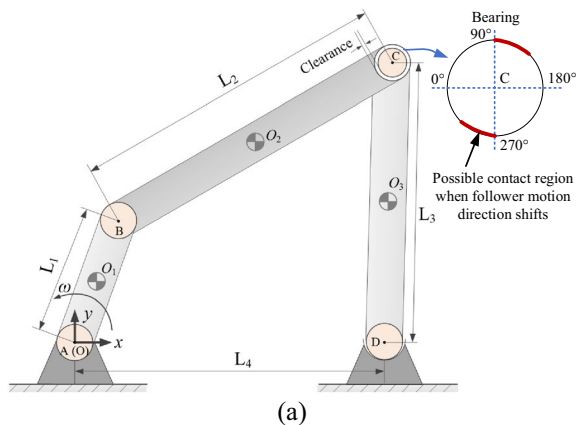 Bearing
90°
Clearance
C
0°
C
180°
L₂
270°
O₂
Possible contact region
when follower motion
direction shifts
O₃
L₃
B
L₁
O₁
ω
y
A (O)
x
D
L₄
(a)